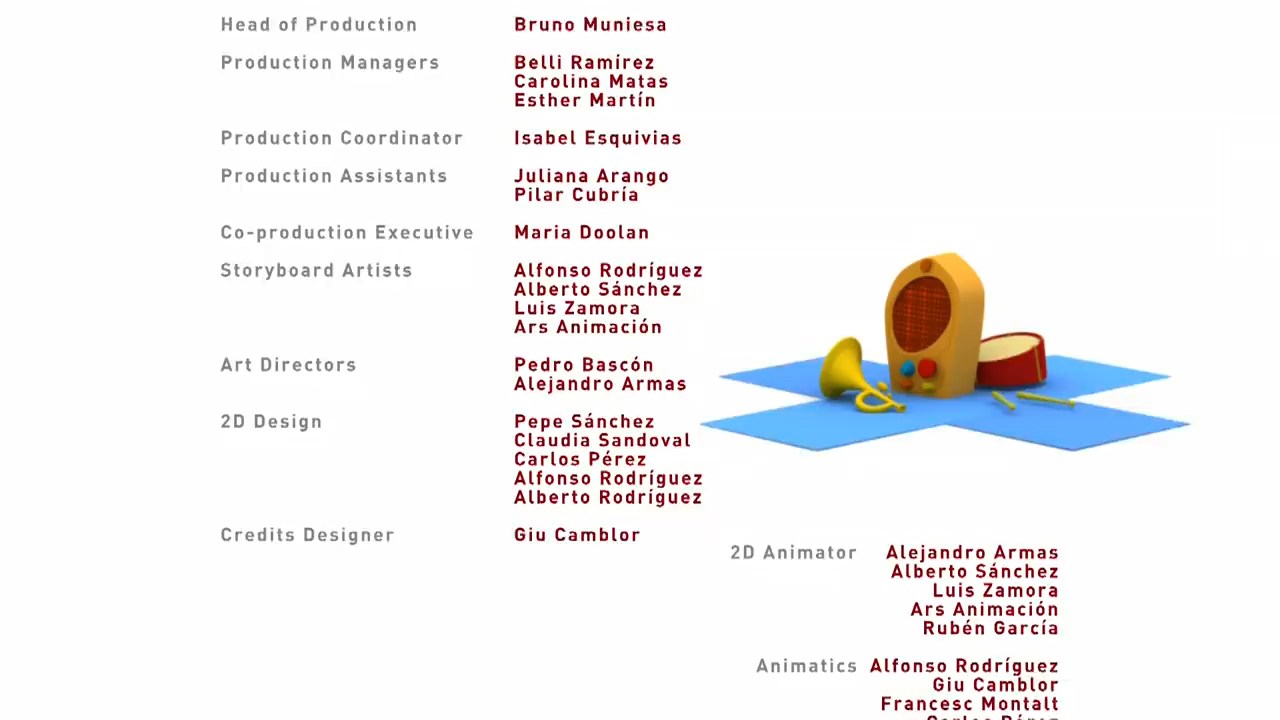 Head of Production Bruno Muniesa
Production Managers Belli Ramírez
Carolina Matas
Esther Martín
Production Coordinator Isabel Esquivias
Production Assistants Juliana Arango
Pilar Cubría
Co-production Executive Maria Doolan
Storyboard Artists Alfonso Rodríguez
Alberto Sánchez
Luis Zamora
Ars Animación
Art Directors Pedro Bascón
Alejandro Armas
2D Design Pepe Sánchez
Claudia Sandoval
Carlos Pérez
Alfonso Rodríguez
Alberto Rodríguez
Credits Designer Giu Camblor
2D Animator Alejandro Armas
Alberto Sánchez
Luis Zamora
Ars Animación
Rubén García
Animatics Alfonso Rodríguez
Giu Camblor
Francesc Montalt
Carlos Pérez